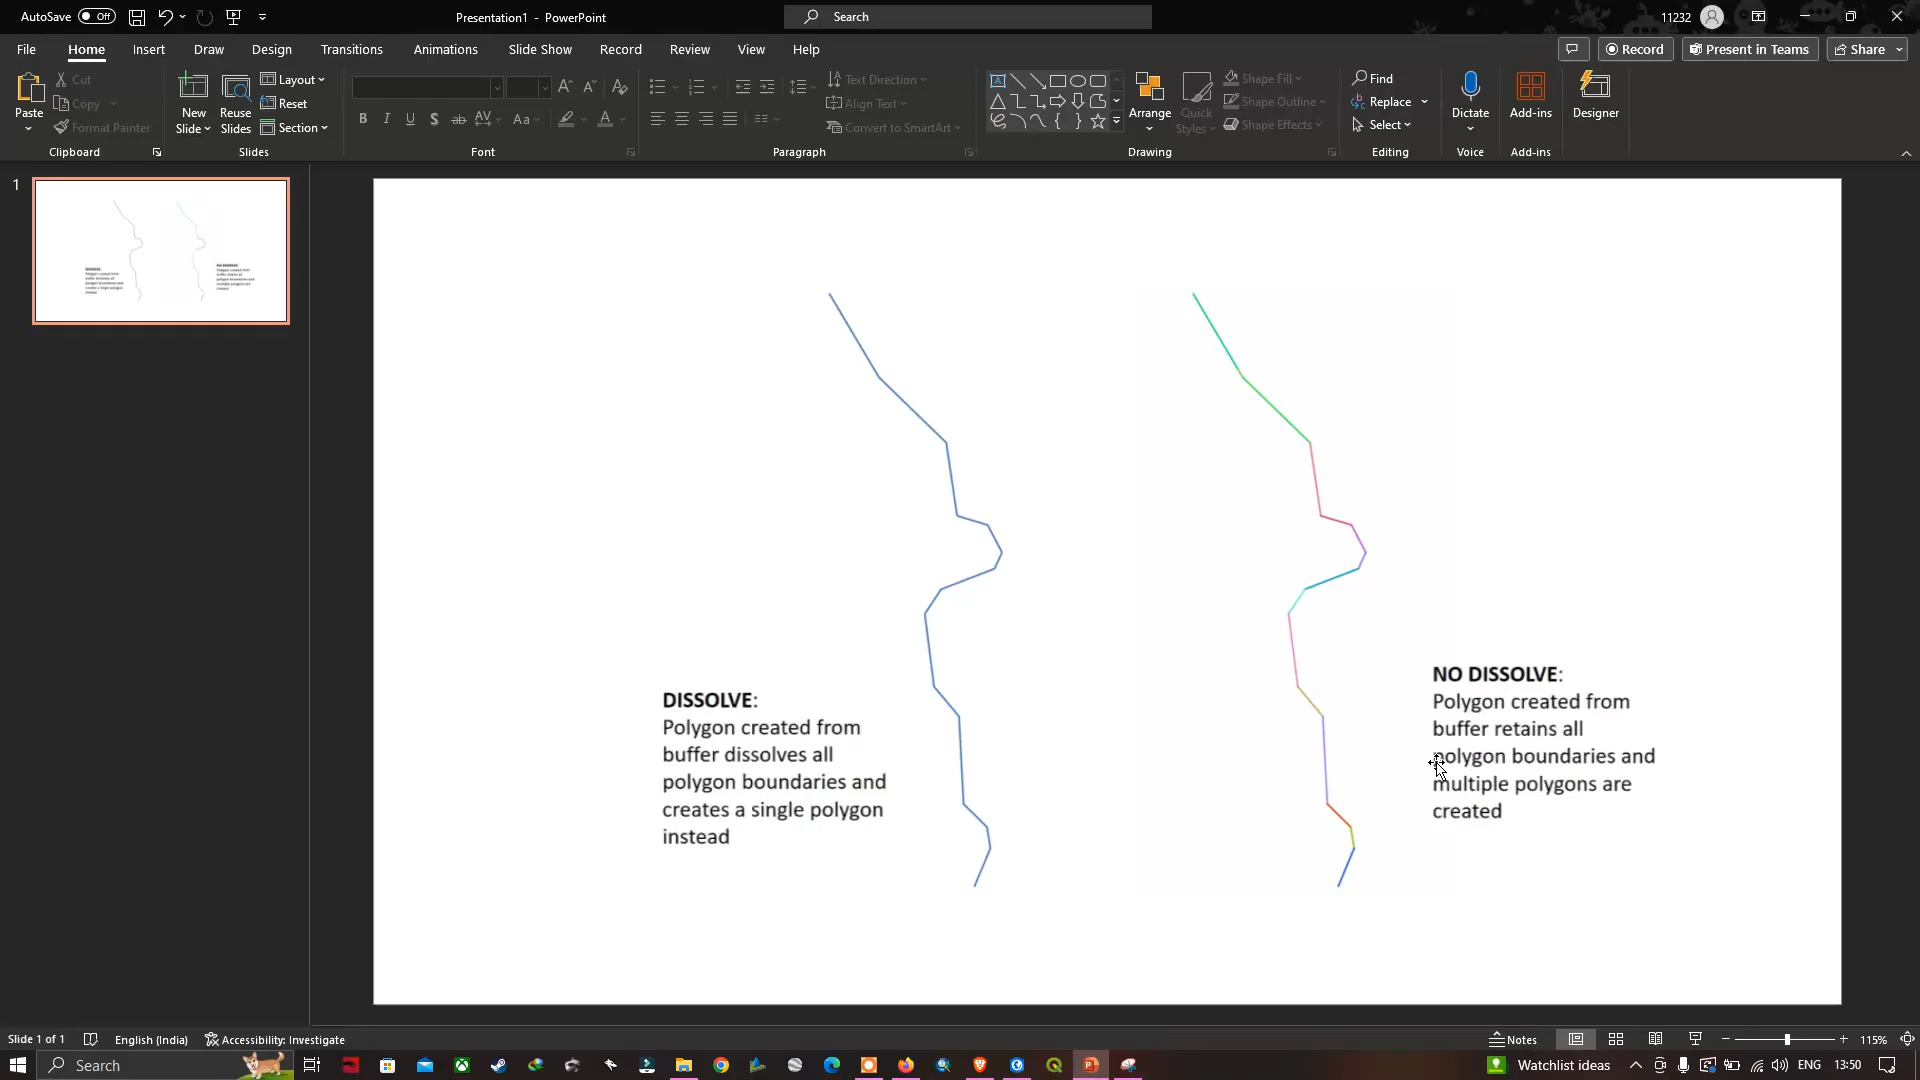 AutoSave Off Presentation1 - PowerPoint Search 11232
File Home Insert Draw Design Transitions Animations Slide Show Record Review View Help Record Present in Teams Share
Paste Cut Copy Format Painter
Clipboard
New Slide Reuse Slides Layout Reset Section
Slides
B I U S ab AV Aa A
Font
Text Direction
Align Text
Convert to SmartArt
Paragraph
Arrange Quick Styles Shape Fill Shape Outline Shape Effects
Drawing
Find
Replace
Select
Editing
Dictate
Voice
Add-ins
Add-ins
Designer
1
DISSOLVE:
Polygon created from
buffer dissolves all
polygon boundaries and
creates a single polygon
instead
NO DISSOLVE:
Polygon created from
buffer retains all
polygon boundaries and
multiple polygons are
created
Slide 1 of 1 English (India) Accessibility: Investigate Notes 115%
Search Watchlist ideas ENG 13:50